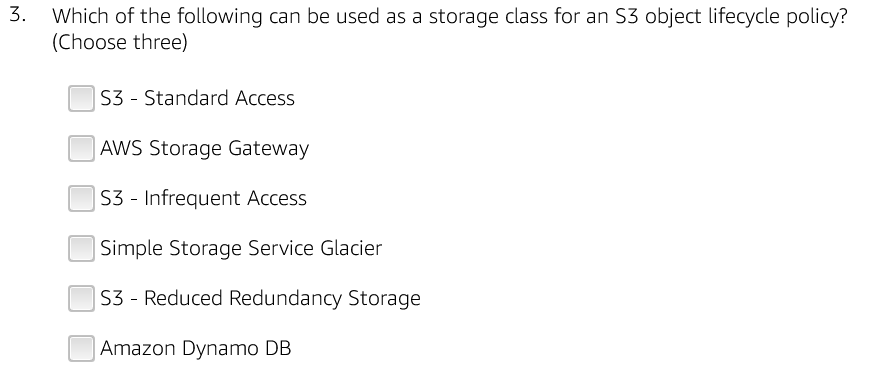 3. Which of the following can be used as a storage class for an S3 object lifecycle policy?
(Choose three)
S3 - Standard Access
AWS Storage Gateway
S3 - Infrequent Access
Simple Storage Service Glacier
S3 - Reduced Redundancy Storage
Amazon Dynamo DB